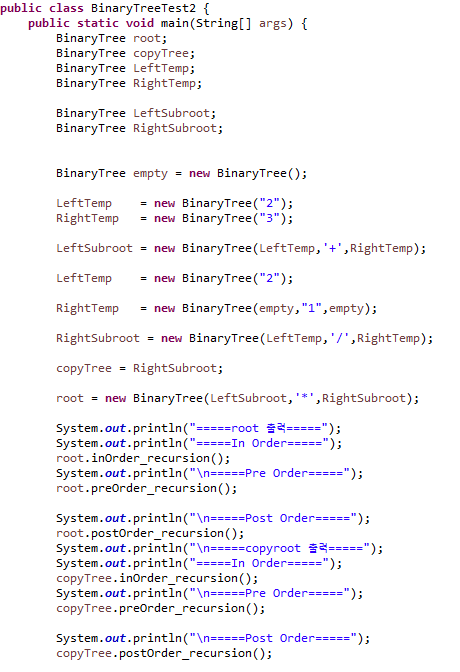 public class BinaryTreeTest2 {
    public static void main(String[] args) {
        BinaryTree root;
        BinaryTree copyTree;
        BinaryTree LeftTemp;
        BinaryTree RightTemp;

        BinaryTree LeftSubroot;
        BinaryTree RightSubroot;


        BinaryTree empty = new BinaryTree();

        LeftTemp    = new BinaryTree("2");
        RightTemp   = new BinaryTree("3");

        LeftSubroot = new BinaryTree(LeftTemp,'+',RightTemp);

        LeftTemp    = new BinaryTree("2");

        RightTemp   = new BinaryTree(empty,"1",empty);

        RightSubroot = new BinaryTree(LeftTemp,'/',RightTemp);

        copyTree = RightSubroot;

        root = new BinaryTree(LeftSubroot,'*',RightSubroot);

        System.out.println("=====root 출력=====");
        System.out.println("=====In Order=====");
        root.inOrder_recursion();
        System.out.println("\n=====Pre Order=====");
        root.preOrder_recursion();

        System.out.println("\n=====Post Order=====");
        root.postOrder_recursion();
        System.out.println("\n=====copyroot 출력=====");
        System.out.println("=====In Order=====");
        copyTree.inOrder_recursion();
        System.out.println("\n=====Pre Order=====");
        copyTree.preOrder_recursion();

        System.out.println("\n=====Post Order=====");
        copyTree.postOrder_recursion();